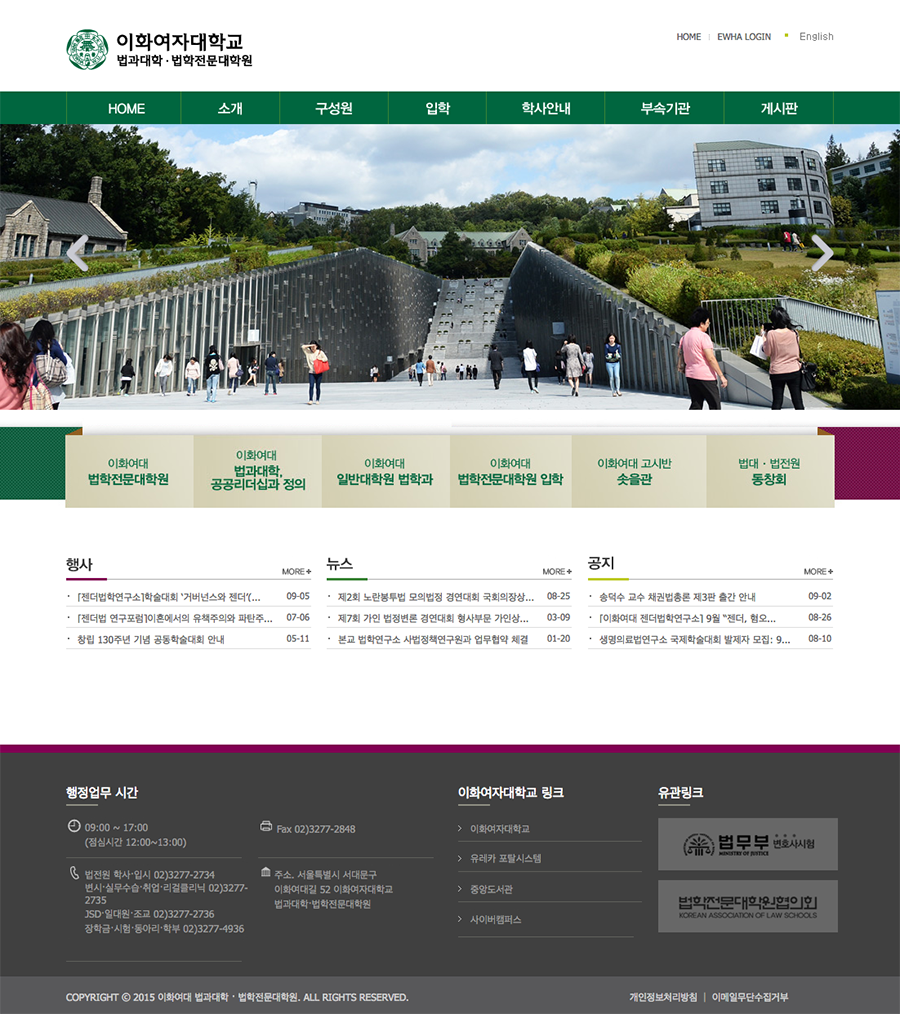 이화여자대학교
법과대학 · 법학전문대학원
HOME EWHA LOGIN English
HOME 소개 구성원 입학 학사안내 부속기관 게시판
이화여대
법학전문대학원
이화여대
법과대학,
공공리더십과 정의
이화여대
일반대학원 법학과
이화여대
법학전문대학원 입학
이화여대 고시반
솟을관
법대 · 법전원
동창회
행사
MORE+
· [젠더법학연구소]학술대회 '거버넌스와 젠더'(... 09-05
· 「젠더법 연구포럼]이혼에서의 유책주의와 파탄주... 07-06
· 창립 130주년 기념 공동학술대회 안내 05-11
뉴스
MORE+
· 제2회 노란봉투법 모의법정 경연대회 국회의장상... 08-25
· 제7회 가인 법정변론 경연대회 형사부문 가인상... 03-09
· 본교 법학연구소 사법정책연구원과 업무협약 체결 01-20
공지
MORE+
· 송덕수 교수 채권법총론 제3판 출간 안내 09-02
· 「이화여대 젠더법학연구소] 9월 "젠더, 혐오... 08-26
· 생명의료법연구소 국제학술대회 발제자 모집: 9... 08-10
행정업무 시간
09:00 ~ 17:00
(점심시간 12:00~13:00)
Fax 02)3277-2848
법전원 학사·입시 02)3277-2734
변시·실무수습·취업·리걸클리닉 02)3277-
2735
JSD·일대원·조교 02)3277-2736
장학금·시험·동아리·학부 02)3277-4936
주소. 서울특별시 서대문구
이화여대길 52 이화여자대학교
법과대학·법학전문대학원
이화여자대학교 링크
이화여자대학교
유레카 포탈시스템
중앙도서관
사이버캠퍼스
유관링크
법무부 변호사시험
MINISTRY OF JUSTICE
법학전문대학원협의회
KOREAN ASSOCIATION OF LAW SCHOOLS
COPYRIGHT © 2015 이화여대 법과대학 · 법학전문대학원. ALL RIGHTS RESERVED.
개인정보처리방침 | 이메일무단수집거부